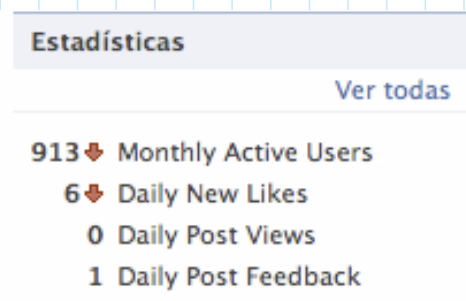 Estadísticas
Ver todas
913 Monthly Active Users
6 Daily New Likes
0 Daily Post Views
1 Daily Post Feedback